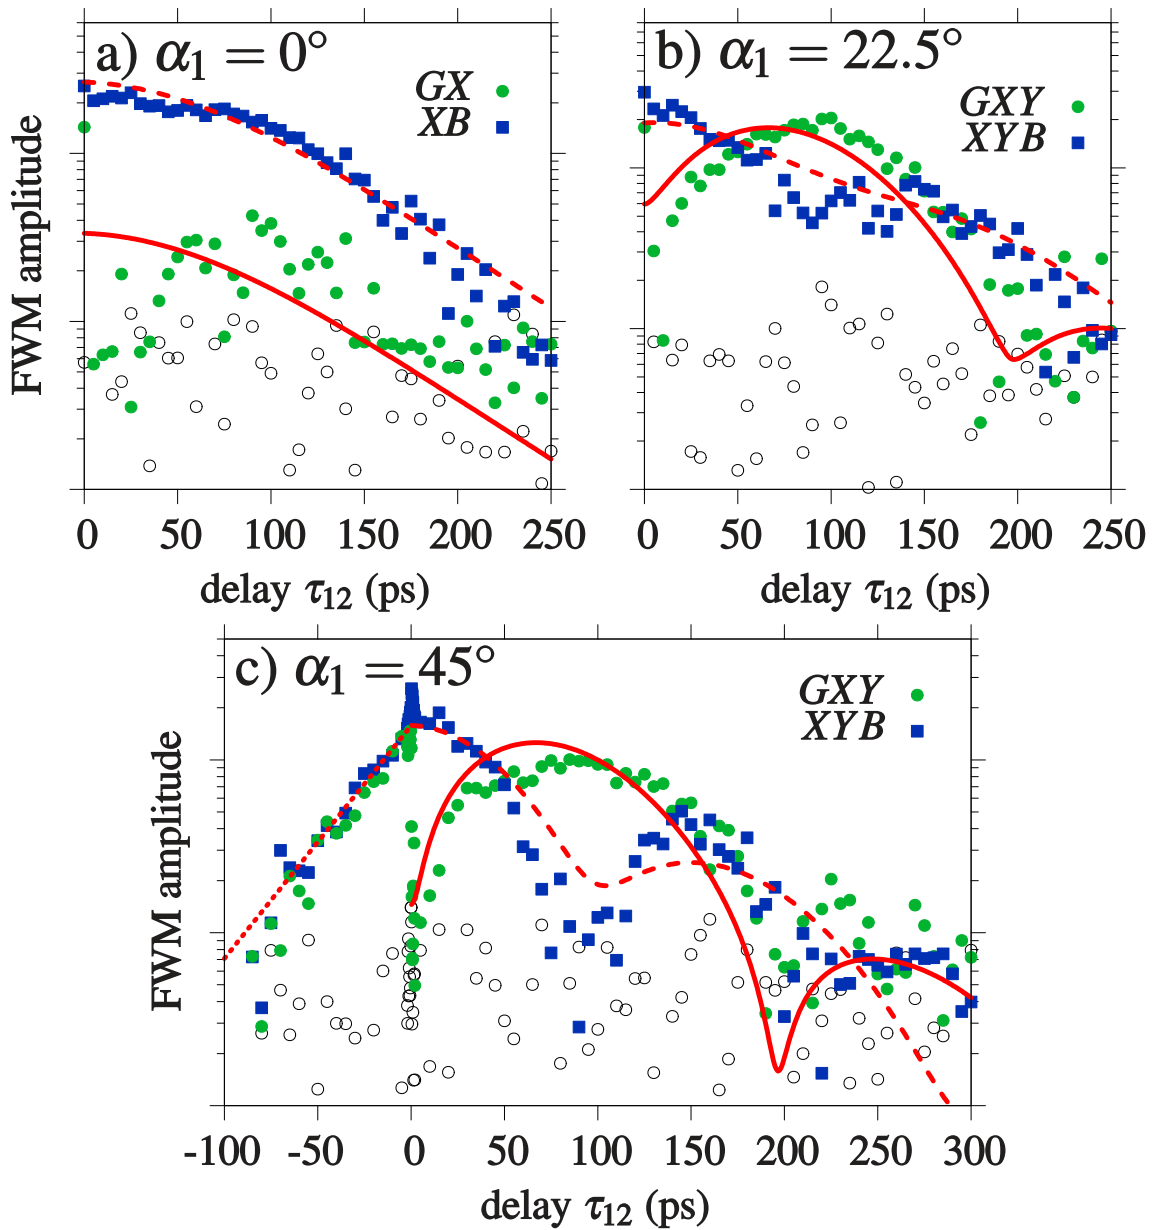 a) α₁ = 0°
GX
XB
FWM amplitude
0 50 100 150 200 250
delay τ₁₂ (ps)
b) α₁ = 22.5°
GXY
XYB
0 50 100 150 200 250
delay τ₁₂ (ps)
c) α₁ = 45°
GXY
XYB
FWM amplitude
-100 -50 0 50 100 150 200 250 300
delay τ₁₂ (ps)